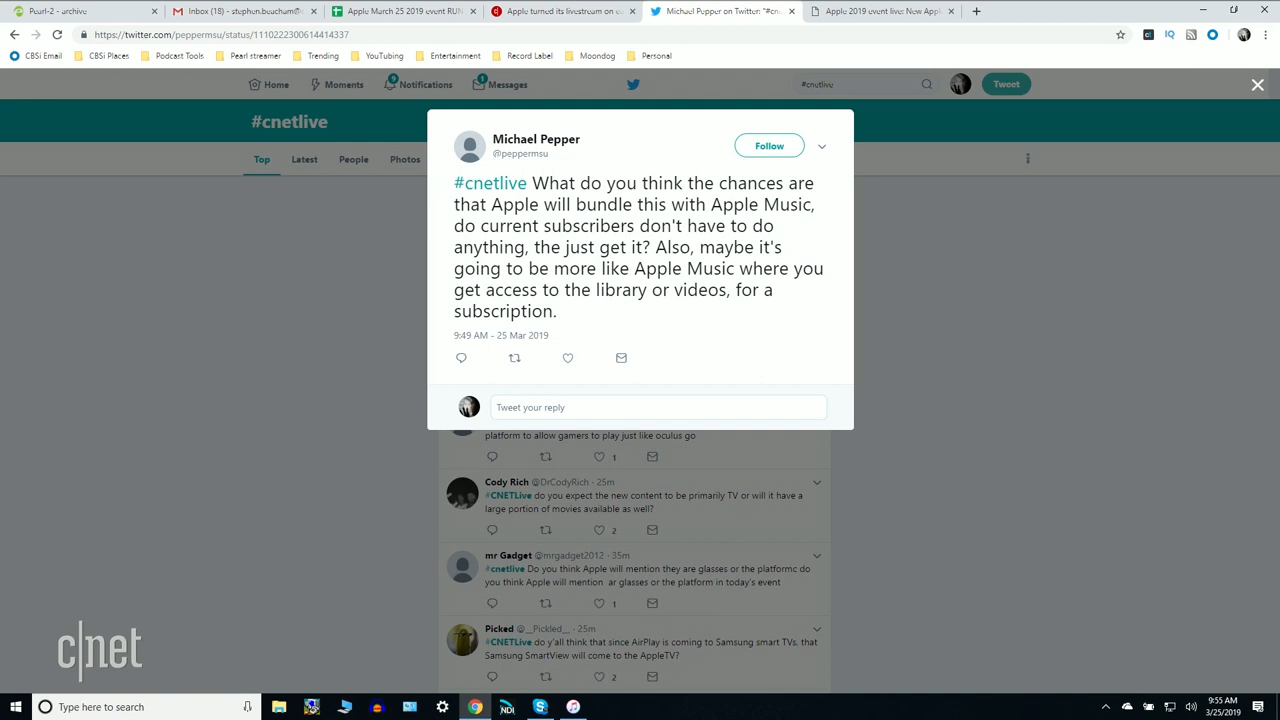 Pearl-2 - archive
Inbox (18) - stephen.beacham@c
Apple March 25 2019 event RUN
Apple turned its livestream on e
Michael Pepper on Twitter: "#cne
Apple 2019 event live: New Appl
https://twitter.com/peppermsu/status/1110222300614414337
CBSi Email
CBSi Places
Podcast Tools
Pearl streamer
Trending
YouTubing
Entertainment
Record Label
Moondog
Personal
Home
Moments
9
Notifications
1
Messages
#cnetlive
Tweet
#cnetlive
Top
Latest
People
Photos
Michael Pepper
@peppermsu
Follow
#cnetlive What do you think the chances are
that Apple will bundle this with Apple Music,
do current subscribers don't have to do
anything, the just get it? Also, maybe it's
going to be more like Apple Music where you
get access to the library or videos, for a
subscription.
9:49 AM - 25 Mar 2019
Tweet your reply
platform to allow gamers to play just like oculus go
1
Cody Rich @DrCodyRich · 25m
#CNETLive do you expect the new content to be primarily TV or will it have a
large portion of movies available as well?
2
mr Gadget @mrgadget2012 · 35m
#cnetlive Do you think Apple will mention they are glasses or the platformc do
you think Apple will mention ar glasses or the platform in today's event
1
Picked @__Pickled__ · 25m
#CNETLive do y'all think that since AirPlay is coming to Samsung smart TVs. that
Samsung SmartView will come to the AppleTV?
2
c|net
Type here to search
NDI
9:55 AM
3/25/2019